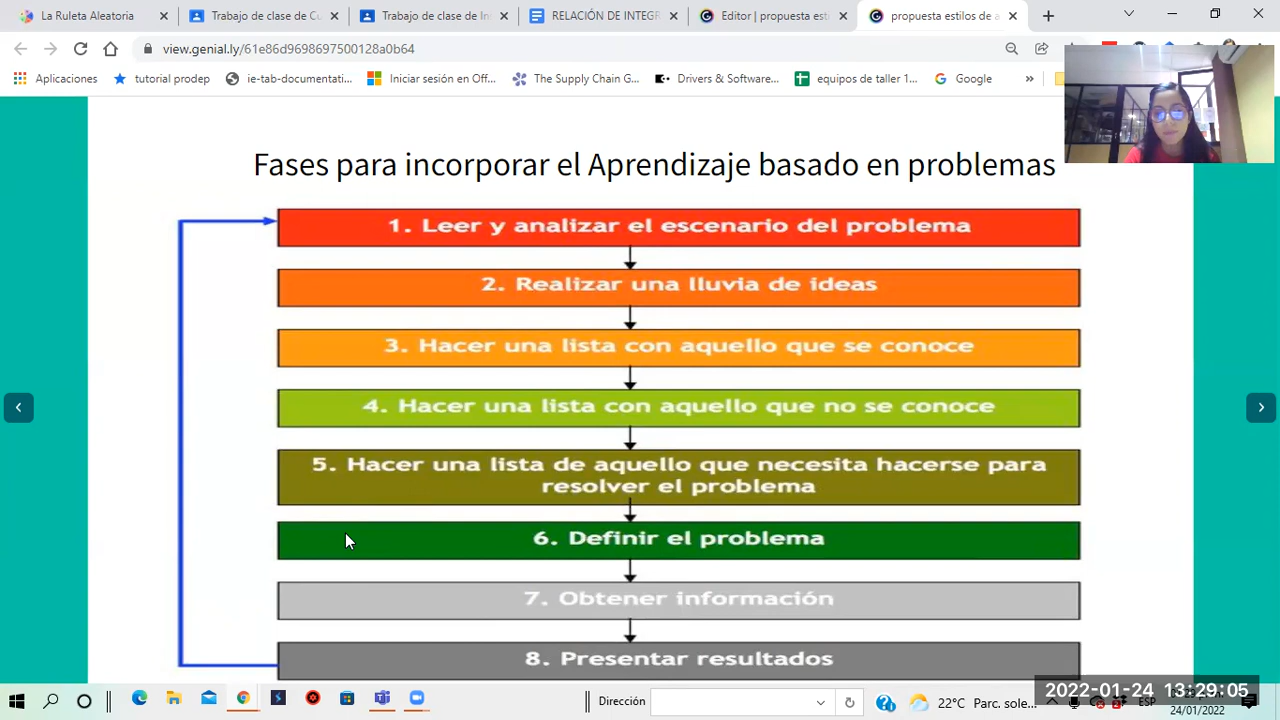 La Ruleta Aleatoria
Trabajo de clase de Cu
Trabajo de clase de In
RELACIÓN DE INTEGR
Editor | propuesta esti
propuesta estilos de a
view.genial.ly/61e86d9698697500128a0b64
Aplicaciones
tutorial prodep
ie-tab-documentati...
Iniciar sesión en Off...
The Supply Chain G...
Drivers & Software...
equipos de taller 1...
Google
»
Fases para incorporar el Aprendizaje basado en problemas
1. Leer y analizar el escenario del problema
2. Realizar una lluvia de ideas
3. Hacer una lista con aquello que se conoce
4. Hacer una lista con aquello que no se conoce
5. Hacer una lista de aquello que necesita hacerse para
resolver el problema
6. Definir el problema
7. Obtener información
8. Presentar resultados
Dirección
22°C Parc. sole...
2022-01-24 13:29:05
ESP
24/01/2022